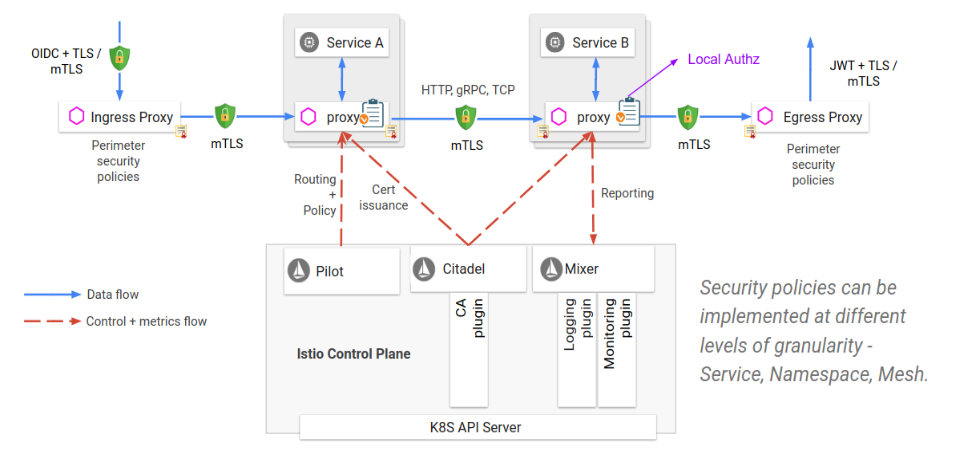 OIDC + TLS /
mTLS
Ingress Proxy
Perimeter
security
policies
mTLS
Service A
proxy
HTTP, gRPC, TCP
mTLS
Service B
proxy
Local Authz
mTLS
JWT + TLS /
mTLS
Egress Proxy
Perimeter
security
policies
Routing
+
Policy
Cert
issuance
Reporting
Pilot
Citadel
Mixer
CA
plugin
Logging
plugin
Monitoring
plugin
Istio Control Plane
K8S API Server
Data flow
Control + metrics flow
Security policies can be
implemented at different
levels of granularity -
Service, Namespace, Mesh.